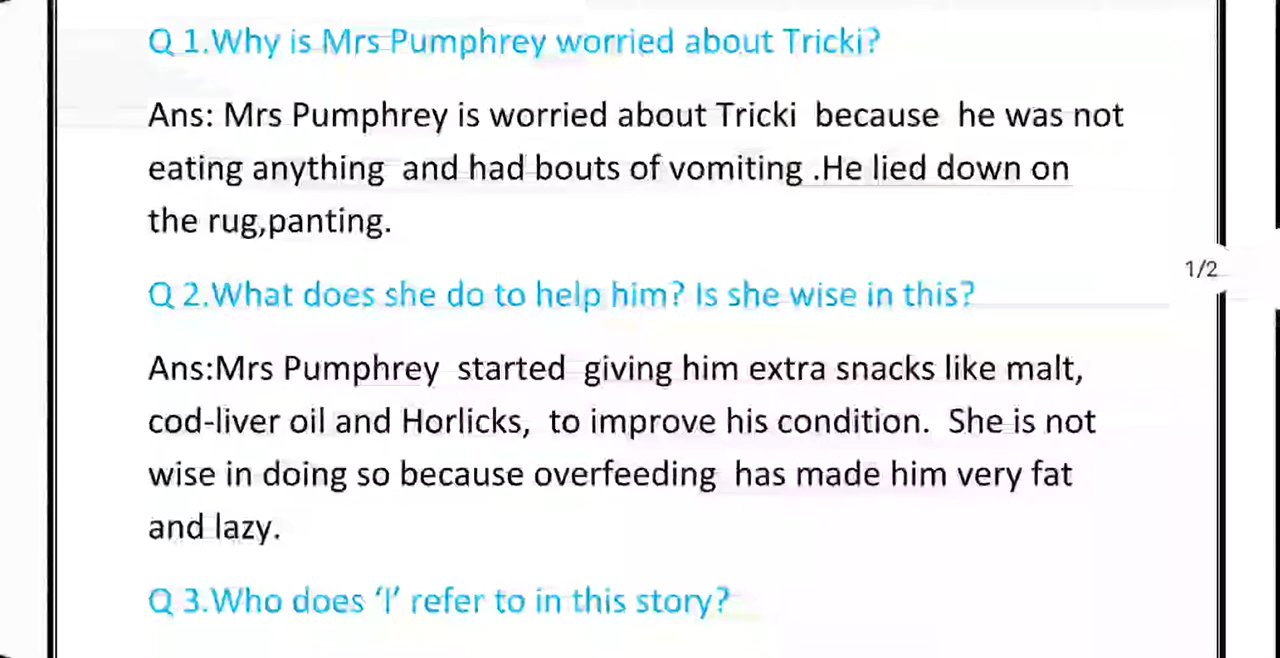 Q 1.Why is Mrs Pumphrey worried about Tricki?
Ans: Mrs Pumphrey is worried about Tricki because he was not
eating anything and had bouts of vomiting .He lied down on
the rug,panting.
1/2
Q 2.What does she do to help him? Is she wise in this?
Ans:Mrs Pumphrey started giving him extra snacks like malt,
cod-liver oil and Horlicks, to improve his condition. She is not
wise in doing so because overfeeding has made him very fat
and lazy.
Q 3.Who does ‘I’ refer to in this story?